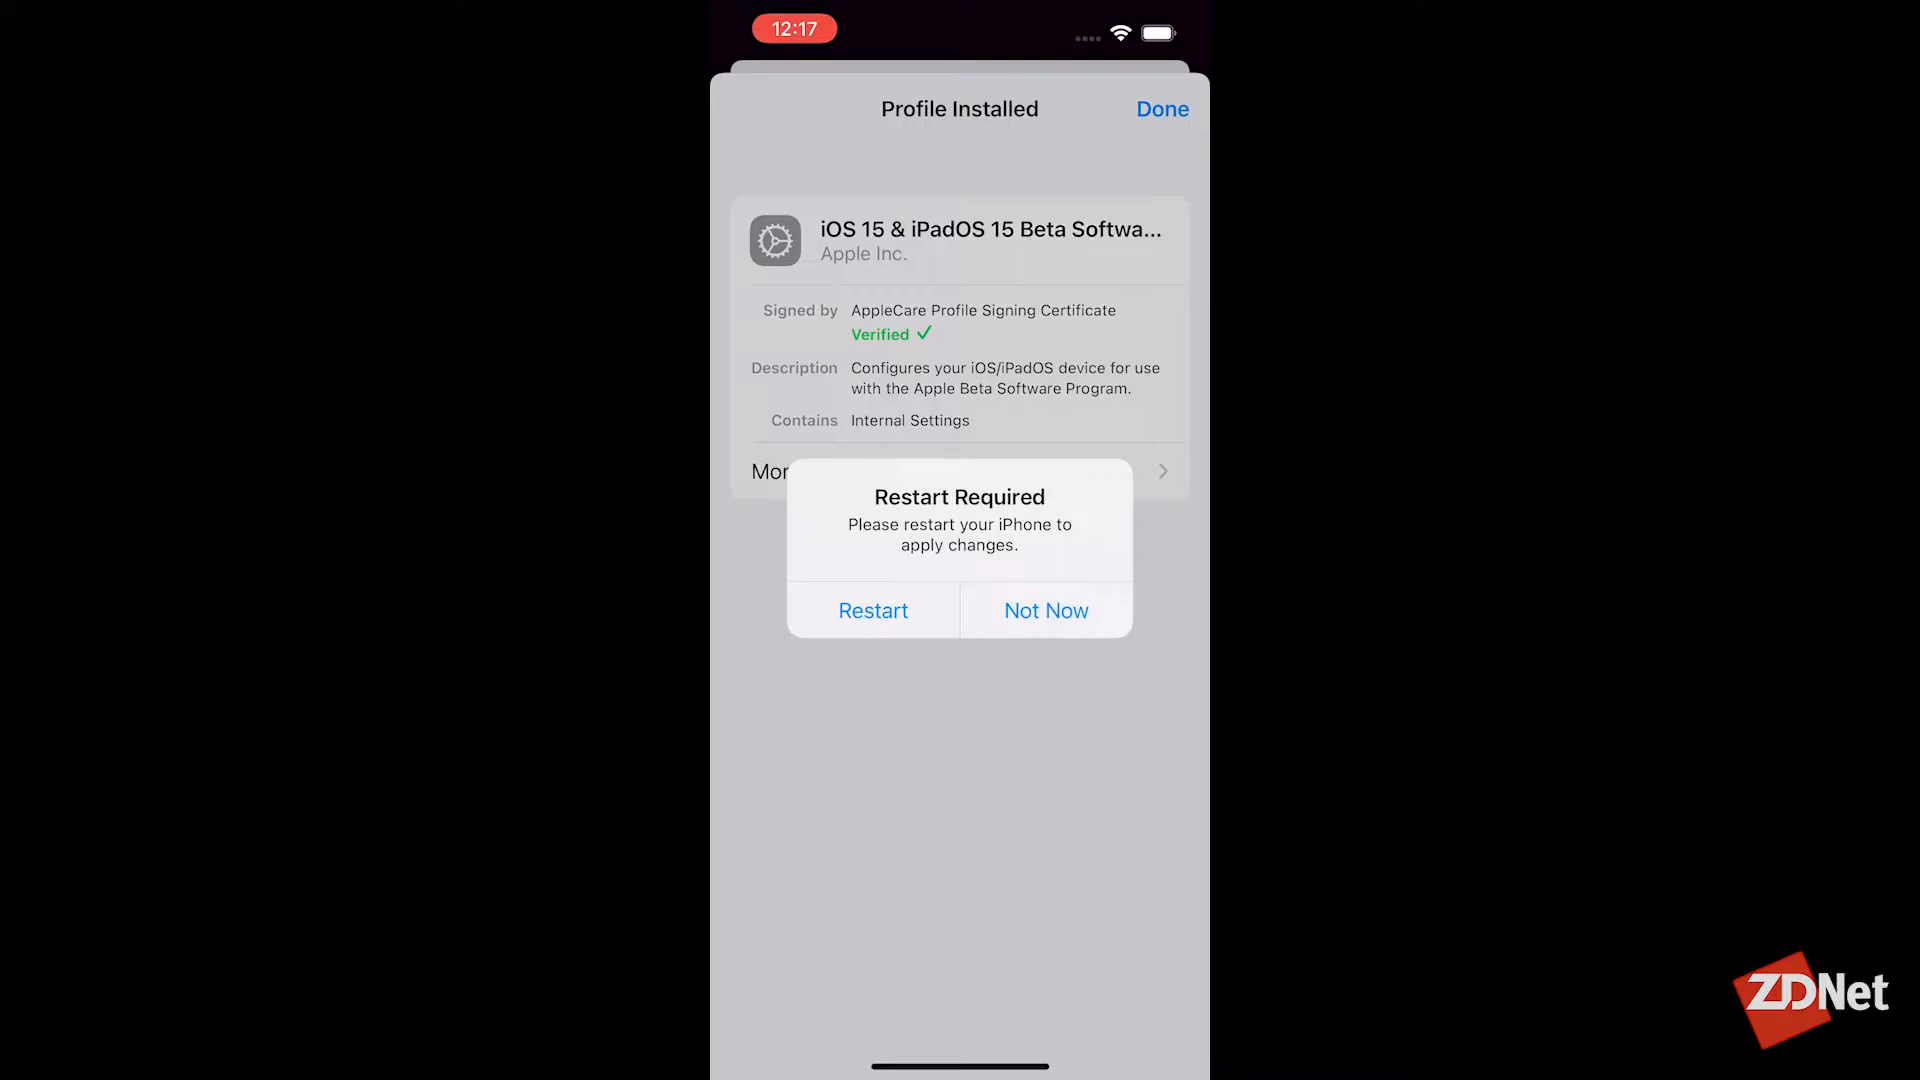 12:17
Profile Installed
Done
iOS 15 & iPadOS 15 Beta Softwa...
Apple Inc.
Signed by
AppleCare Profile Signing Certificate
Verified ✓
Description
Configures your iOS/iPadOS device for use
with the Apple Beta Software Program.
Contains
Internal Settings
Mor
Restart Required
Please restart your iPhone to
apply changes.
Restart
Not Now
ZDNet